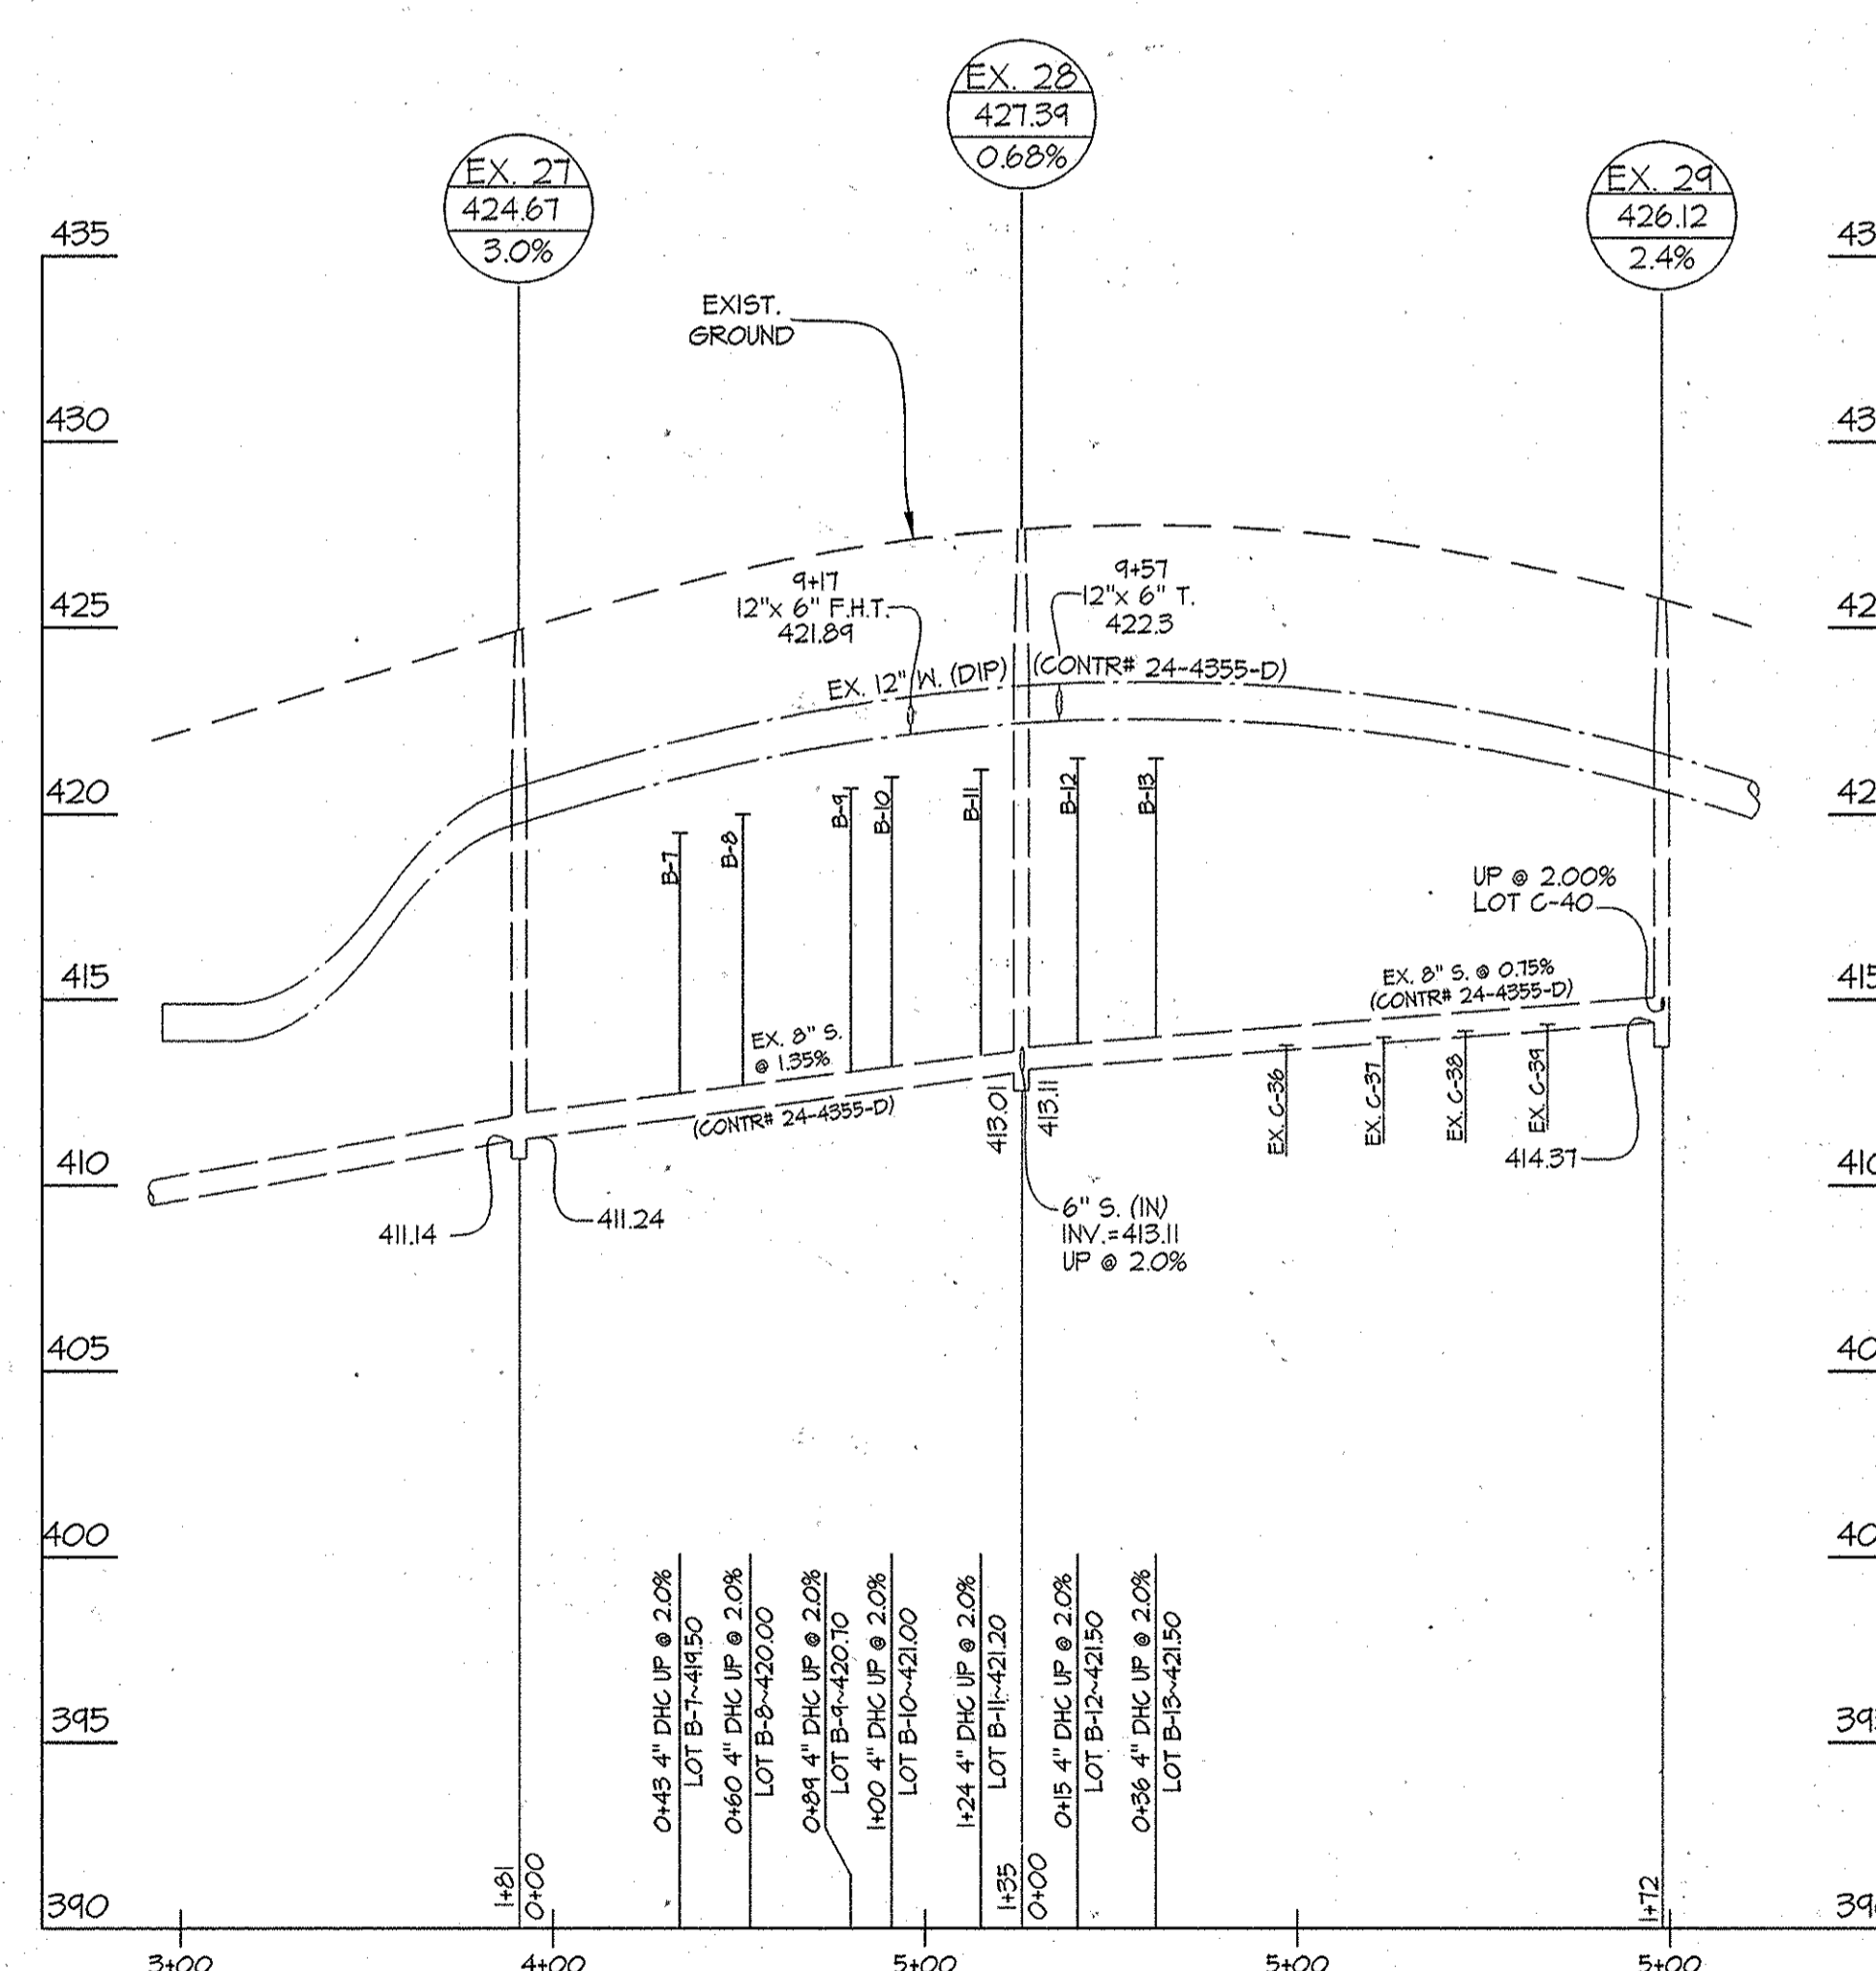 EX. 28
427.39
0.68%
EX. 27
424.67
3.0%
EX. 29
426.12
2.4%
435
43
EXIST.
GROUND
430
43
9+17
12"x 6" F.H.T.
421.89
9+57
12"x 6" T.
422.3
425
42
EX. 12" W. (DIP) (CONTR# 24-4355-D)
420
42
B-7
B-8
B-9
B-10
B-11
B-12
B-13
UP @ 2.00%
LOT C-40
415
415
EX. 8" S. @ 0.75%
(CONTR# 24-4355-D)
EX. 8" S.
@ 1.35%
(CONTR# 24-4355-D)
413.01
413.11
EX. C-36
EX. C-37
EX. C-38
EX. C-39
414.37
410
410
411.14
411.24
6" S. (IN)
INV.=413.11
UP @ 2.0%
405
40
400
40
0+43 4" DHC UP @ 2.0%
LOT B-7~419.50
0+60 4" DHC UP @ 2.0%
LOT B-8~420.00
0+89 4" DHC UP @ 2.0%
LOT B-9~420.70
1+00 4" DHC UP @ 2.0%
LOT B-10~421.00
1+24 4" DHC UP @ 2.0%
LOT B-11~421.20
0+15 4" DHC UP @ 2.0%
LOT B-12~421.50
0+36 4" DHC UP @ 2.0%
LOT B-13~421.50
395
39
1+81
0+00
1+35
0+00
1+72
390
39
3+00
4+00
5+00
5+00
5+00